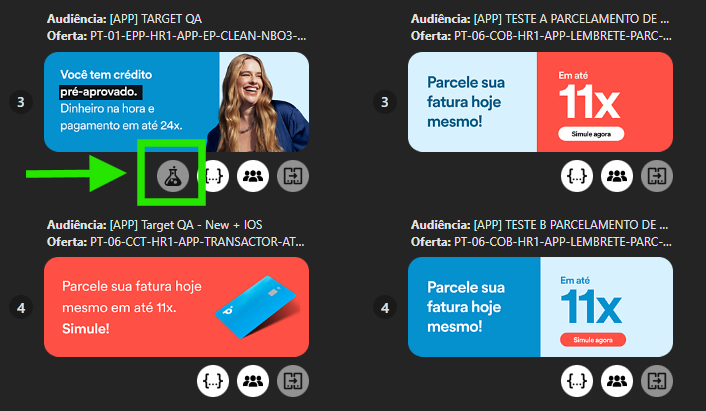 Audiência: [APP] TARGET QA
Oferta: PT-01-EPP-HR1-APP-EP-CLEAN-NBO3-...
3
Você tem crédito
pré-aprovado.
Dinheiro na hora e
pagamento em até 24x.
{...}
Audiência: [APP] TESTE A PARCELAMENTO DE ...
Oferta: PT-06-COB-HR1-APP-LEMBRETE-PARC-...
3
Parcele sua
fatura hoje
mesmo!
Em até
11x
Simule agora
{...}
Audiência: [APP] Target QA - New + IOS
Oferta: PT-06-CCT-HR1-APP-TRANSACTOR-AT...
4
Parcele sua fatura hoje
mesmo em até 11x.
Simule!
{...}
Audiência: [APP] TESTE B PARCELAMENTO DE ...
Oferta: PT-06-COB-HR1-APP-LEMBRETE-PARC-...
4
Parcele sua
fatura hoje
mesmo!
Em até
11x
Simule agora
{...}